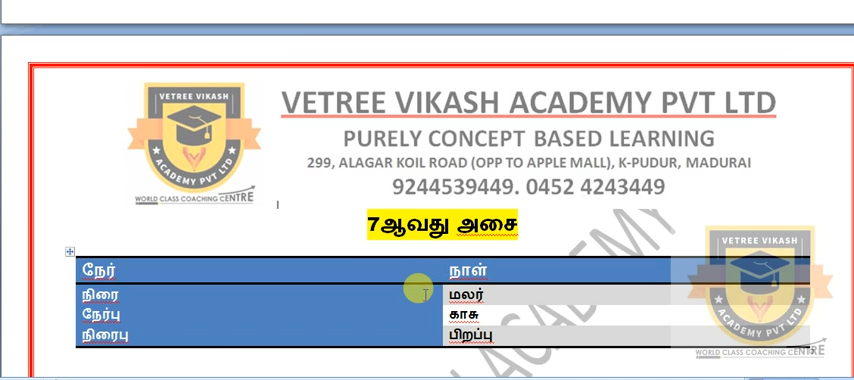 VETREE VIKASH
ACADEMY PVT LTD
WORLD CLASS COACHING CENTRE
VETREE VIKASH ACADEMY PVT LTD
PURELY CONCEPT BASED LEARNING
299, ALAGAR KOIL ROAD (OPP TO APPLE MALL), K-PUDUR, MADURAI
9244539449. 0452 4243449
7ஆவது அசை
நேர் நாள்
நிரை மலர்
நேர்பு காசு
நிரைபு பிறப்பு
ACADEMY
VETREE VIKASH
ACADEMY PVT LTD
WORLD CLASS COACHING CENTRE